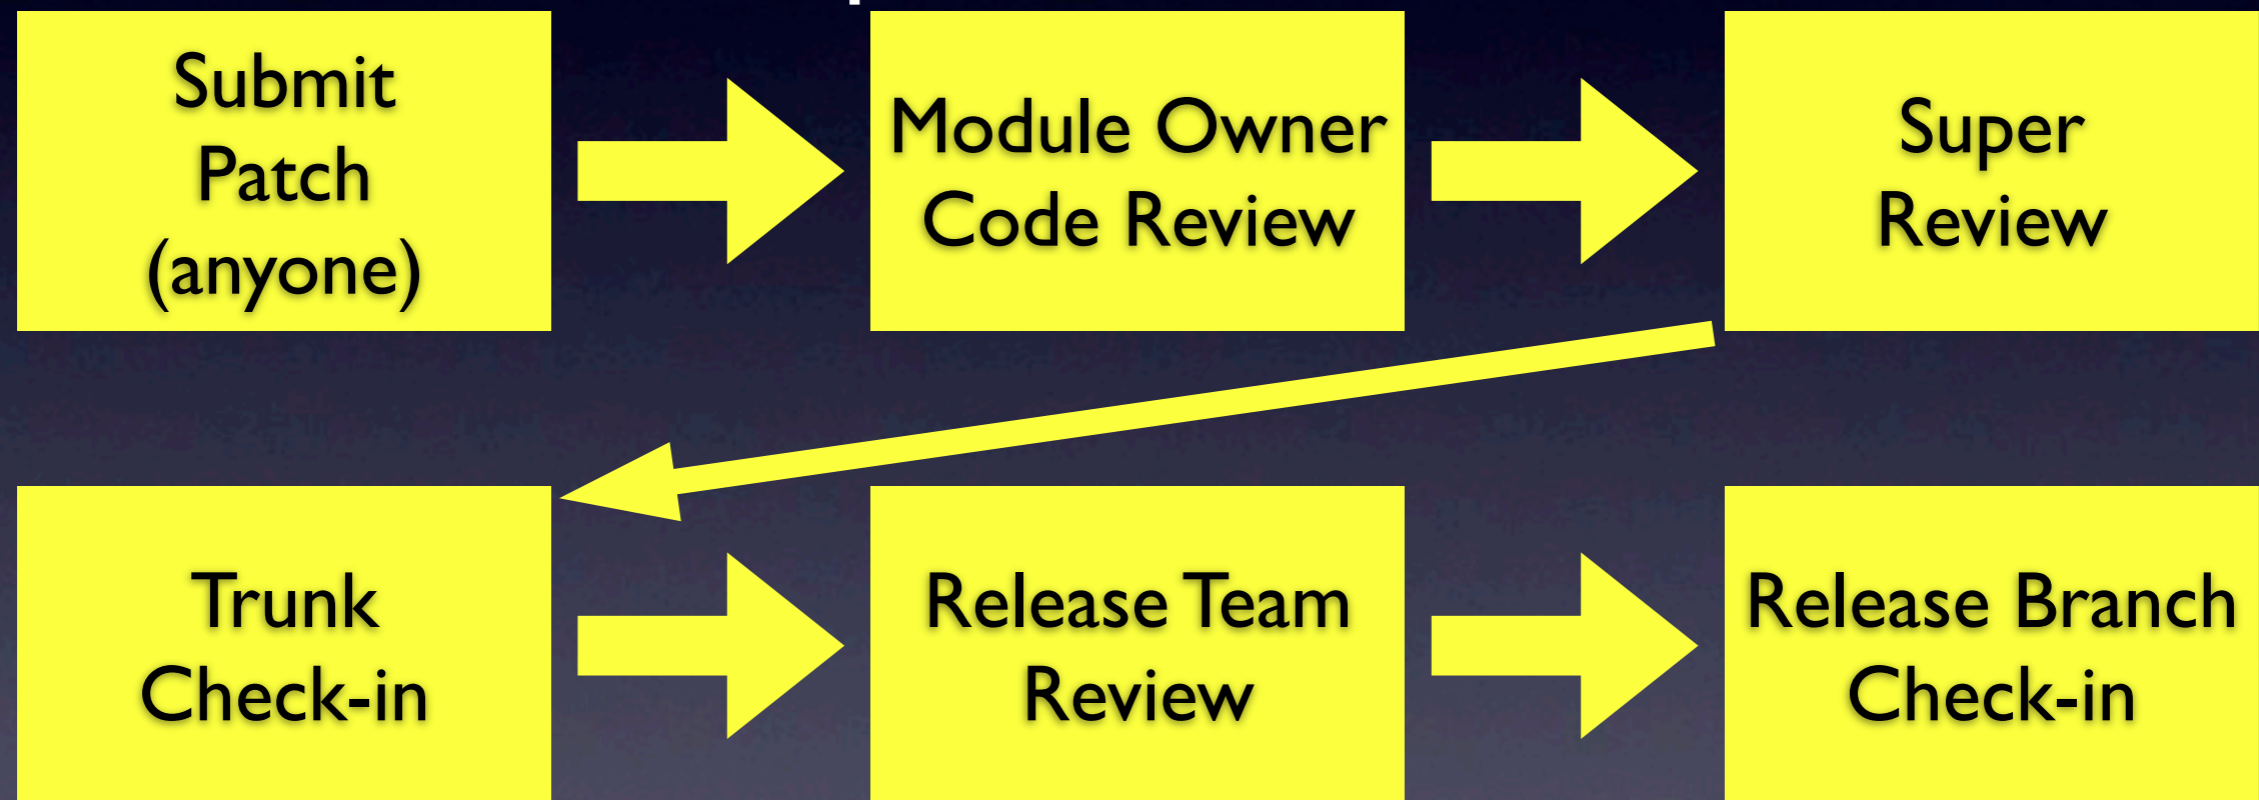 Submit
Patch
(anyone)
Module Owner
Code Review
Super
Review
Trunk
Check-in
Release Team
Review
Release Branch
Check-in